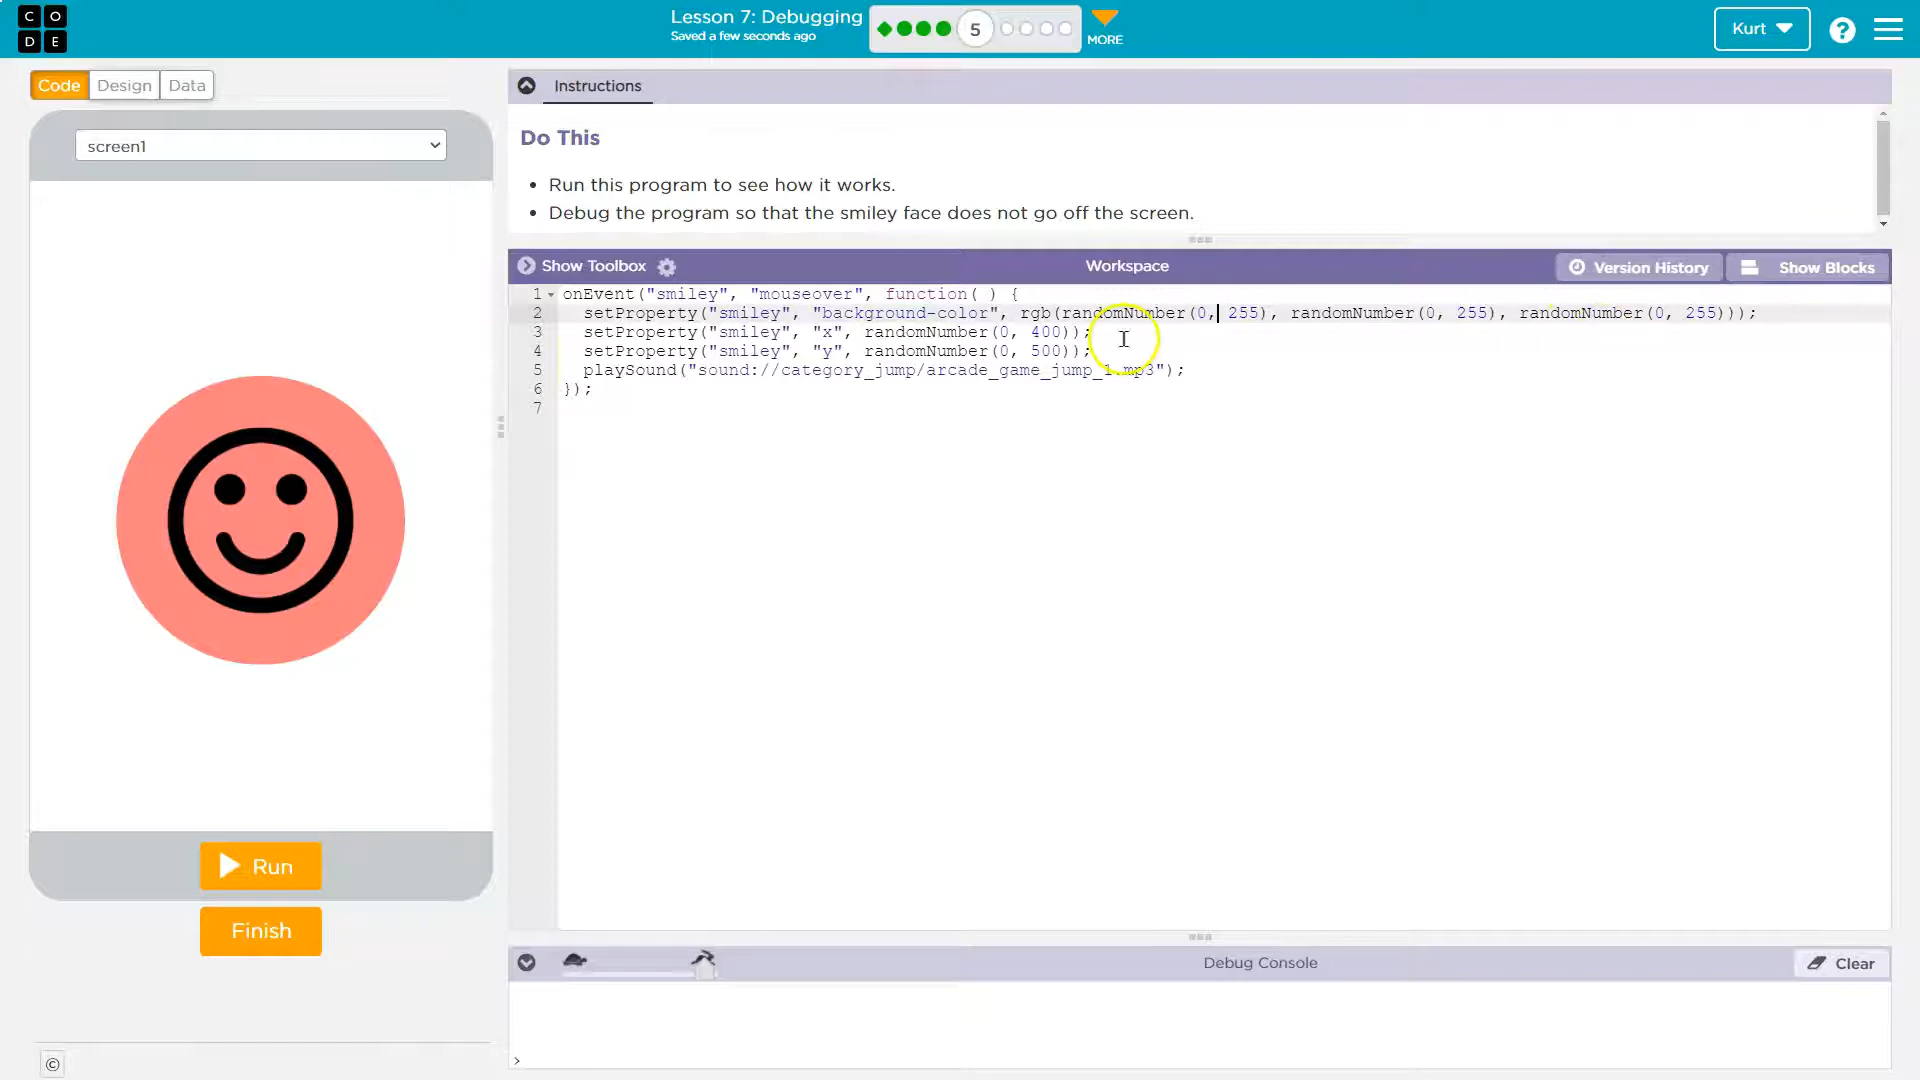 C O
D E
Lesson 7: Debugging
Saved a few seconds ago
5
MORE
Kurt
?
Code
Design
Data
screen1
Instructions
Do This
Run this program to see how it works.
Debug the program so that the smiley face does not go off the screen.
Show Toolbox
Workspace
Version History
Show Blocks
1 onEvent("smiley", "mouseover", function( ) {
2 setProperty("smiley", "background-color", rgb(randomNumber(0, 255), randomNumber(0, 255), randomNumber(0, 255)));
3 setProperty("smiley", "x", randomNumber(0, 400));
4 setProperty("smiley", "y", randomNumber(0, 500));
5 playSound("sound://category_jump/arcade_game_jump_1.mp3");
6 });
7
Run
Finish
Debug Console
Clear
>
©